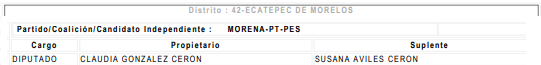 Distrito : 42-ECATEPEC DE MORELOS
Partido/Coalición/Candidato Independiente : MORENA-PT-PES
Cargo Propietario Suplente
DIPUTADO CLAUDIA GONZALEZ CERON SUSANA AVILES CERON